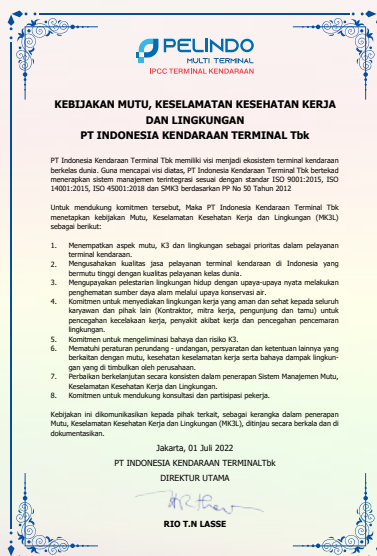 PELINDO
MULTI TERMINAL
IPCC TERMINAL KENDARAAN
KEBIJAKAN MUTU, KESELAMATAN KESEHATAN KERJA
DAN LINGKUNGAN
PT INDONESIA KENDARAAN TERMINAL Tbk
PT Indonesia Kendaraan Terminal Tbk memiliki visi menjadi ekosistem terminal kendaraan
berkelas dunia. Guna mencapai visi diatas, PT Indonesia Kendaraan Terminal Tbk bertekad
menerapkan sistem manajemen terintegrasi sesuai dengan standar ISO 9001:2015, ISO
14001:2015, ISO 45001:2018 dan SMK3 berdasarkan PP No 50 Tahun 2012
Untuk mendukung komitmen tersebut, Maka PT Indonesia Kendaraan Terminal Tbk
menetapkan kebijakan Mutu, Keselamatan Kesehatan Kerja dan Lingkungan (MK3L)
sebagai berikut:
1. Menempatkan aspek mutu, K3 dan lingkungan sebagai prioritas dalam pelayanan
terminal kendaraan.
2. Mengusahakan kualitas jasa pelayanan terminal kendaraan di Indonesia yang
bermutu tinggi dengan kualitas pelayanan kelas dunia.
3. Mengupayakan pelestarian lingkungan hidup dengan upaya-upaya nyata melakukan
penghematan sumber daya alam melalui upaya konservasi air.
4. Komitmen untuk menyediakan lingkungan kerja yang aman dan sehat kepada seluruh
karyawan dan pihak lain (Kontraktor, mitra kerja, pengunjung dan tamu) untuk
pencegahan kecelakaan kerja, penyakit akibat kerja dan pencegahan pencemaran
lingkungan.
5. Komitmen untuk mengeliminasi bahaya dan risiko K3.
6. Mematuhi peraturan perundang - undangan, persyaratan dan ketentuan lainnya yang
berkaitan dengan mutu, kesehatan keselamatan kerja serta bahaya dampak lingkun-
gan yang di timbulkan oleh perusahaan.
7. Perbaikan berkelanjutan secara konsisten dalam penerapan Sistem Manajemen Mutu,
Keselamatan Kesehatan Kerja dan Lingkungan.
8. Komitmen untuk mendukung konsultasi dan partisipasi pekerja.
Kebijakan ini dikomunikasikan kepada pihak terkait, sebagai kerangka dalam penerapan
Mutu, Keselamatan Kesehatan Kerja dan Lingkungan (MK3L), ditinjau secara berkala dan di
dokumentasikan.
Jakarta, 01 Juli 2022
PT INDONESIA KENDARAAN TERMINALTbk
DIREKTUR UTAMA
RIO T.N LASSE